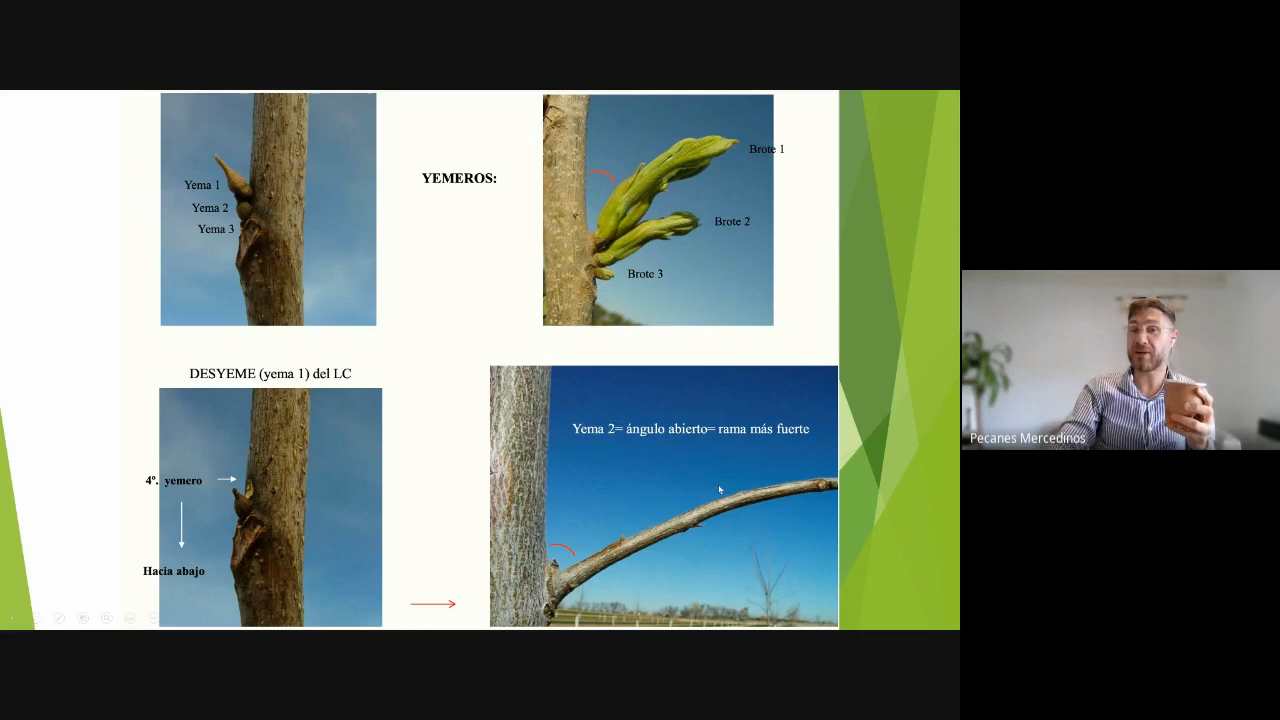 Yema 1
Yema 2
Yema 3
YEMEROS:
Brote 1
Brote 2
Brote 3
DESYEME (yema 1) del LC
4º. yemero
Hacia abajo
Yema 2= ángulo abierto= rama más fuerte
Pecanes Mercedinos